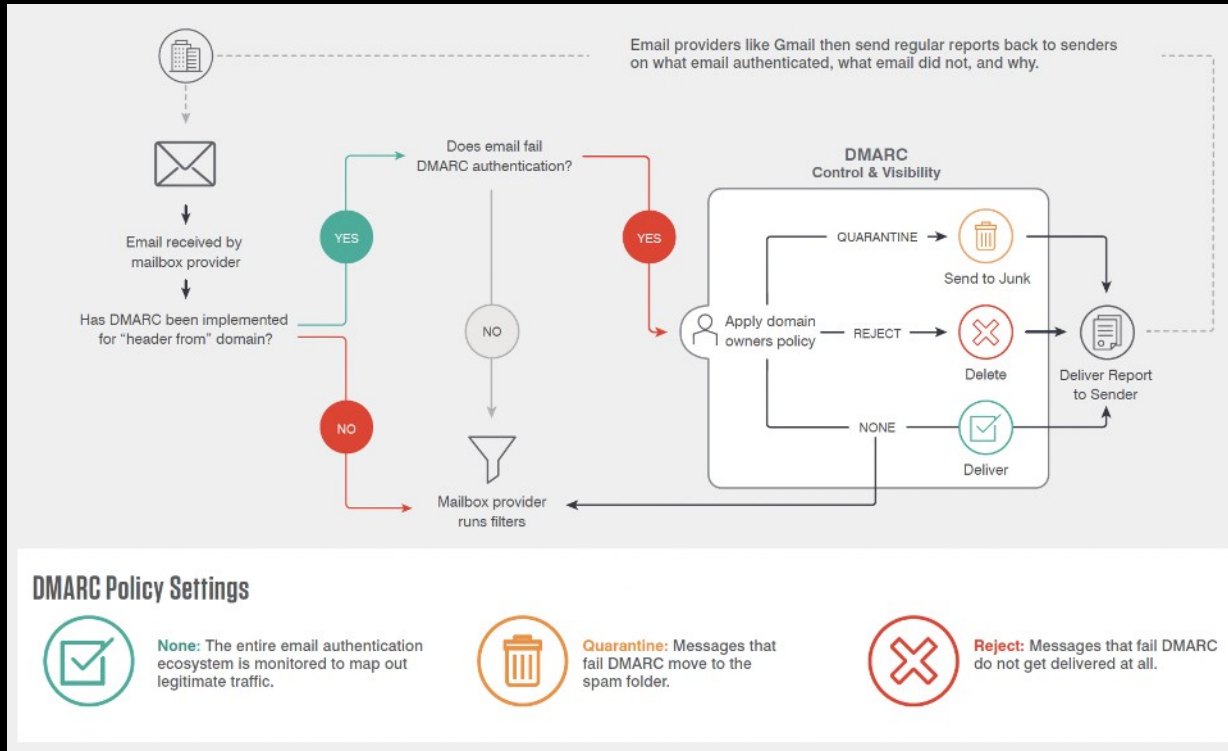 Email providers like Gmail then send regular reports back to senders
on what email authenticated, what email did not, and why.
Does email fail
DMARC authentication?
DMARC
Control & Visibility
YES
YES
QUARANTINE
Send to Junk
Email received by
mailbox provider
Has DMARC been implemented
for “header from” domain?
NO
Apply domain
owners policy
REJECT
Delete
Deliver Report
to Sender
NO
NONE
Deliver
Mailbox provider
runs filters
DMARC Policy Settings
None: The entire email authentication
ecosystem is monitored to map out
legitimate traffic.
Quarantine: Messages that
fail DMARC move to the
spam folder.
Reject: Messages that fail DMARC
do not get delivered at all.